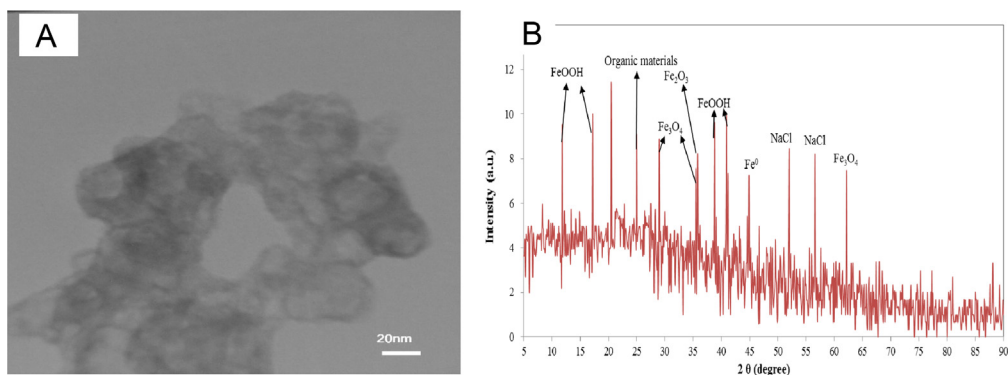 A
20nm
B
Intensity (a.u.)
12
10
8
6
4
2
0
FeOOH
Organic materials
Fe₃O₄
Fe₂O₃
FeOOH
Fe⁰
NaCl
NaCl
Fe₃O₄
5 10 15 20 25 30 35 40 45 50 55 60 65 70 75 80 85 90
2 θ (degree)